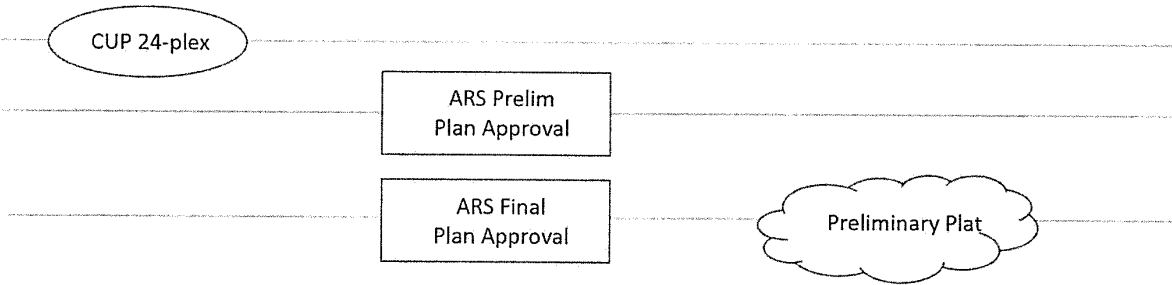 CUP 24-plex
ARS Prelim
Plan Approval
ARS Final
Plan Approval
Preliminary Plat